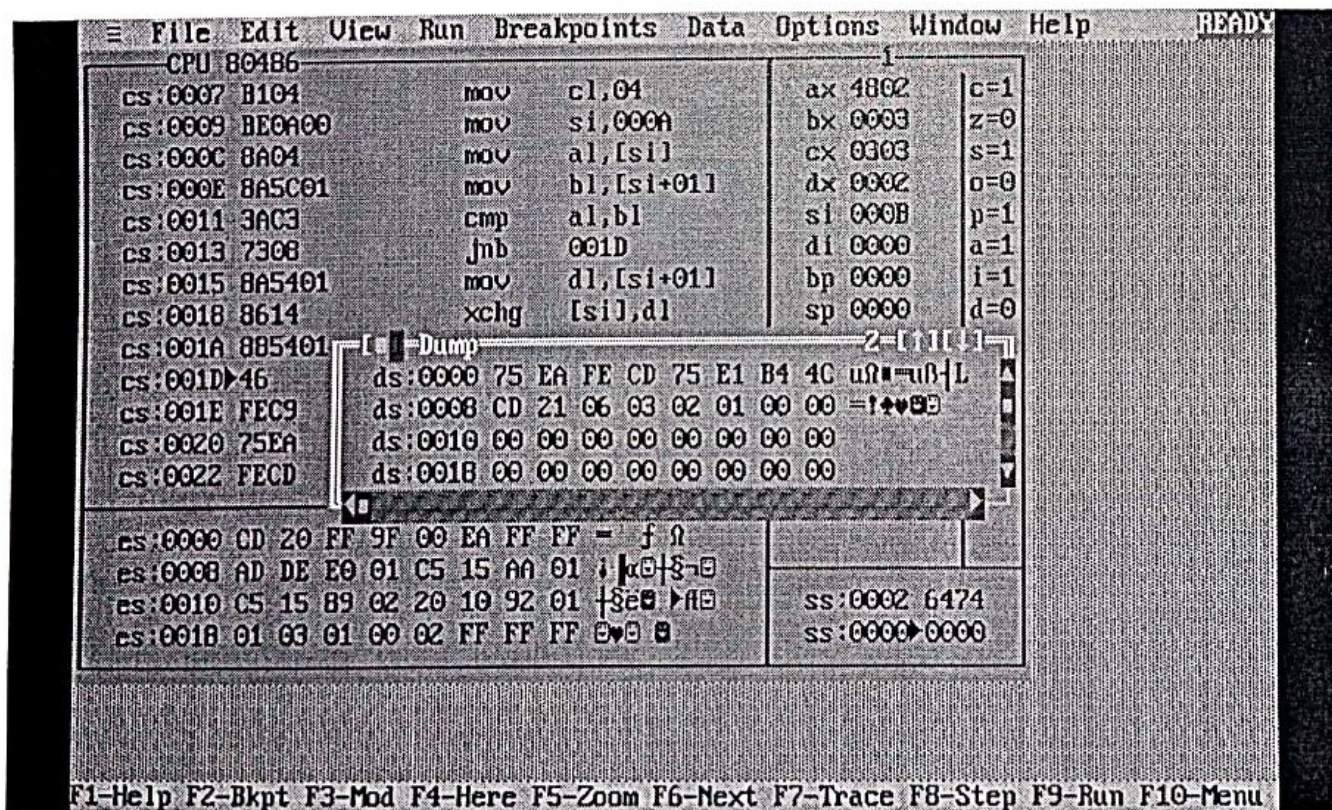 ≡ File Edit View Run Breakpoints Data Options Window Help READY
CPU 80486 1
cs:0007 B104 mov cl,04 ax 4802 c=1
cs:0009 BE0A00 mov si,000A bx 0003 z=0
cs:000C 8A04 mov al,[si] cx 0303 s=1
cs:000E 8A5C01 mov bl,[si+01] dx 0002 o=0
cs:0011 3AC3 cmp al,bl si 000B p=1
cs:0013 7308 jnb 001D di 0000 a=1
cs:0015 8A5401 mov dl,[si+01] bp 0000 i=1
cs:0018 8614 xchg [si],dl sp 0000 d=0
cs:001A 885401 Dump 2 [↑][↓]
cs:001D►46 ds:0000 75 EA FE CD 75 E1 B4 4C uΩ■═uß┤L
cs:001E FEC9 ds:0008 CD 21 06 03 02 01 00 00 ═!♠♥☻☺
cs:0020 75EA ds:0010 00 00 00 00 00 00 00 00
cs:0022 FECD ds:0018 00 00 00 00 00 00 00 00
es:0000 CD 20 FF 9F 00 EA FF FF ═ ƒ Ω
es:0008 AD DE E0 01 C5 15 AA 01 ¡▐α☺┼§¬☺
es:0010 C5 15 89 02 20 10 92 01 ┼§ë☻ ►Æ☺ ss:0002 6474
es:0018 01 03 01 00 02 FF FF FF ☺♥☺ ☻ ss:0000►0000
F1-Help F2-Bkpt F3-Mod F4-Here F5-Zoom F6-Next F7-Trace F8-Step F9-Run F10-Menu